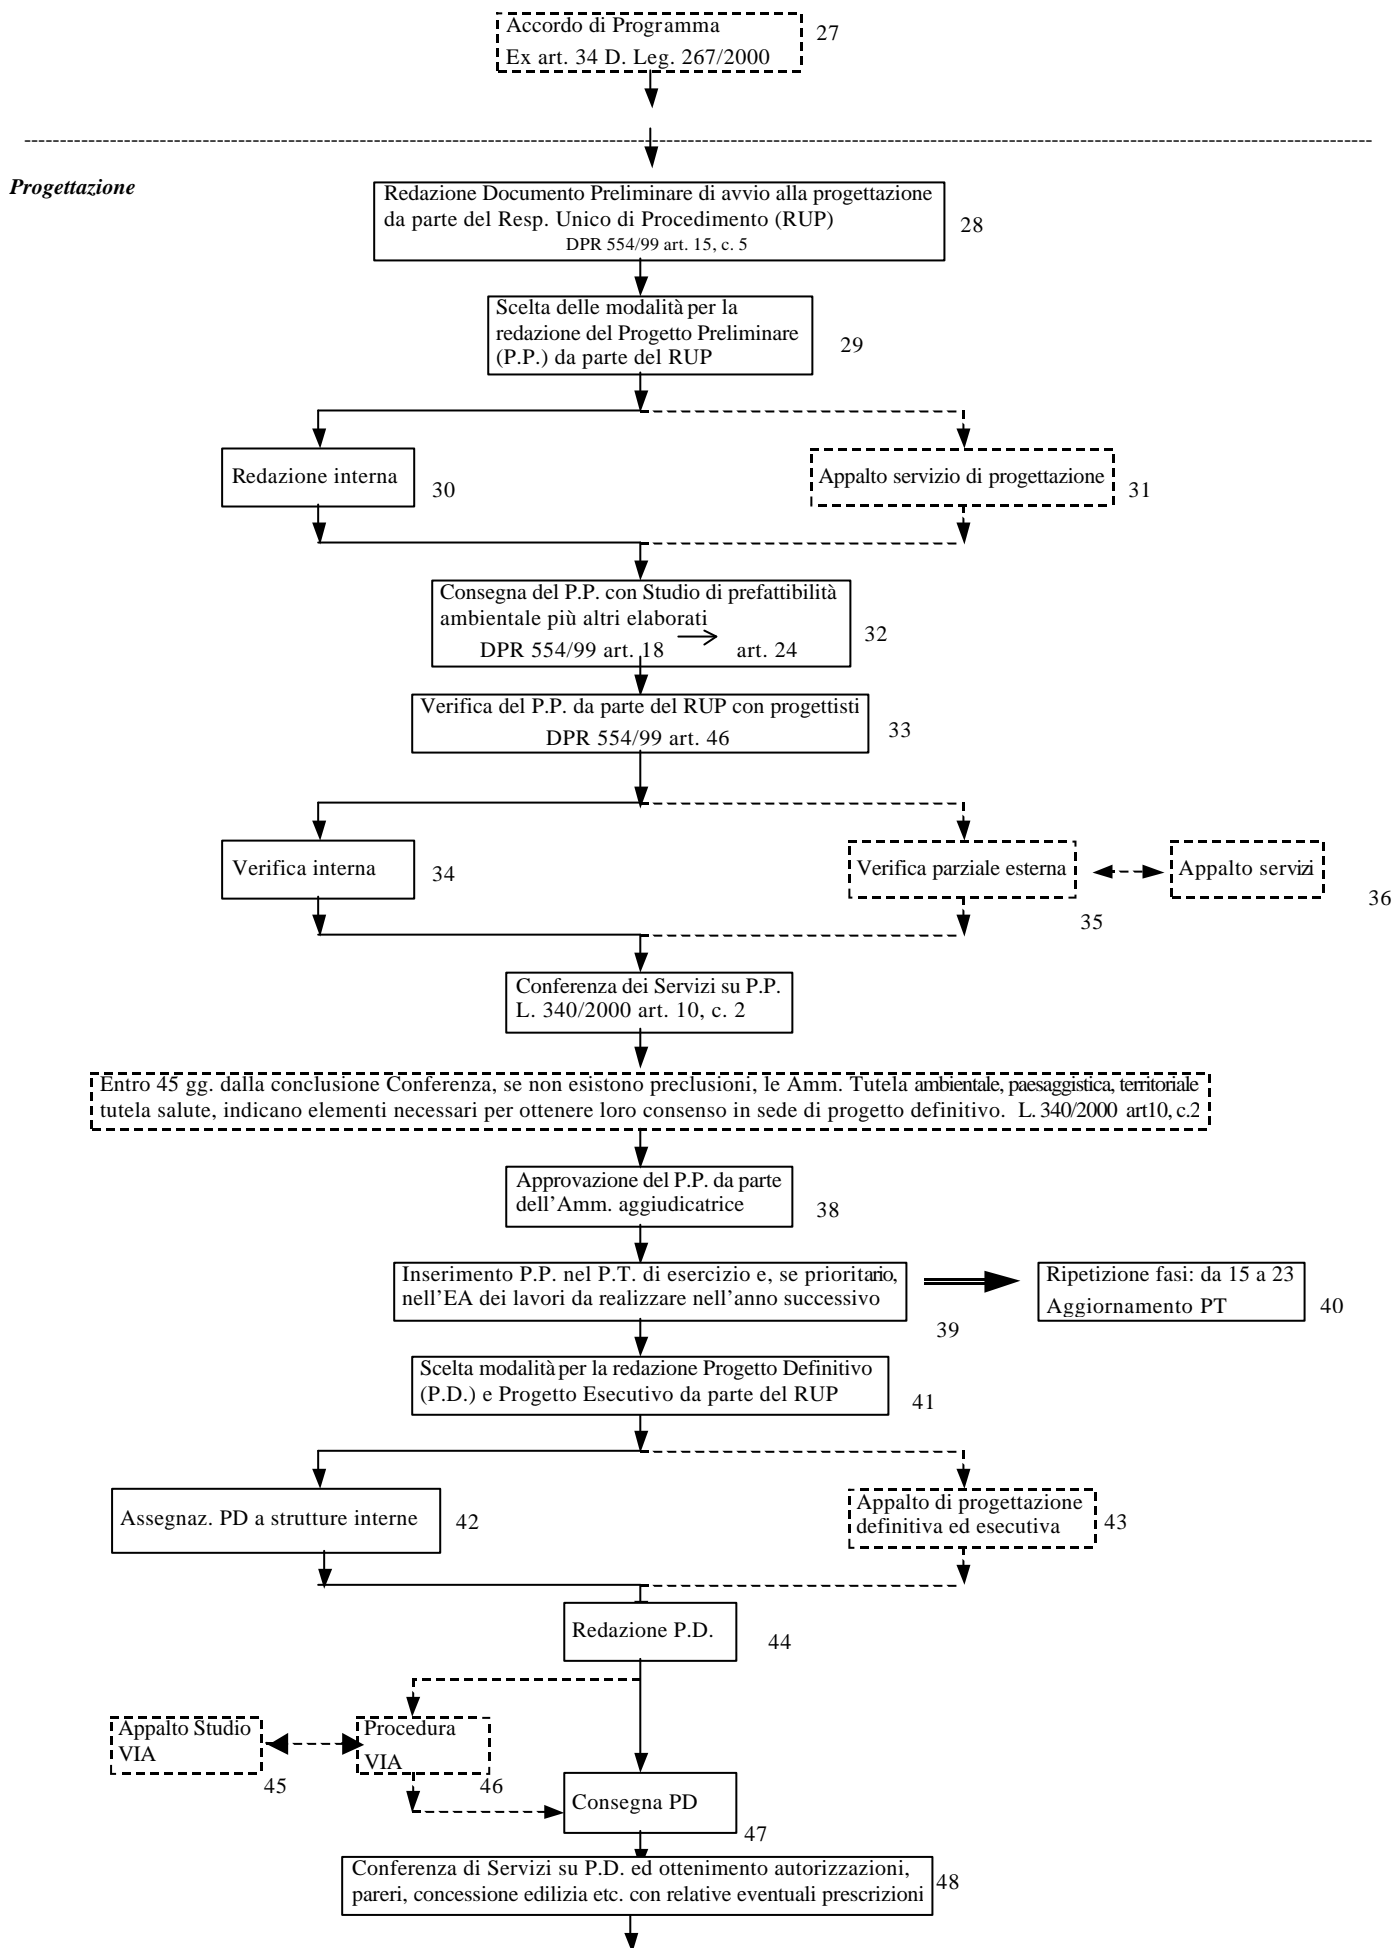 Accordo di Programma
Ex art. 34 D. Leg. 267/2000
27
Progettazione
Redazione Documento Preliminare di avvio alla progettazione
da parte del Resp. Unico di Procedimento (RUP)
DPR 554/99 art. 15, c. 5
28
Scelta delle modalità per la
redazione del Progetto Preliminare
(P.P.) da parte del RUP
29
Redazione interna
30
Appalto servizio di progettazione
31
Consegna del P.P. con Studio di prefattibilità
ambientale più altri elaborati
DPR 554/99 art. 18 → art. 24
32
Verifica del P.P. da parte del RUP con progettisti
DPR 554/99 art. 46
33
Verifica interna
34
Verifica parziale esterna
35
Appalto servizi
36
Conferenza dei Servizi su P.P.
L. 340/2000 art. 10, c. 2
Entro 45 gg. dalla conclusione Conferenza, se non esistono preclusioni, le Amm. Tutela ambientale, paesaggistica, territoriale
tutela salute, indicano elementi necessari per ottenere loro consenso in sede di progetto definitivo. L. 340/2000 art10, c.2
Approvazione del P.P. da parte
dell’Amm. aggiudicatrice
38
Inserimento P.P. nel P.T. di esercizio e, se prioritario,
nell’EA dei lavori da realizzare nell’anno successivo
39
Ripetizione fasi: da 15 a 23
Aggiornamento PT
40
Scelta modalità per la redazione Progetto Definitivo
(P.D.) e Progetto Esecutivo da parte del RUP
41
Assegnaz. PD a strutture interne
42
Appalto di progettazione
definitiva ed esecutiva
43
Redazione P.D.
44
Appalto Studio
VIA
45
Procedura
VIA
46
Consegna PD
47
Conferenza di Servizi su P.D. ed ottenimento autorizzazioni,
pareri, concessione edilizia etc. con relative eventuali prescrizioni
48